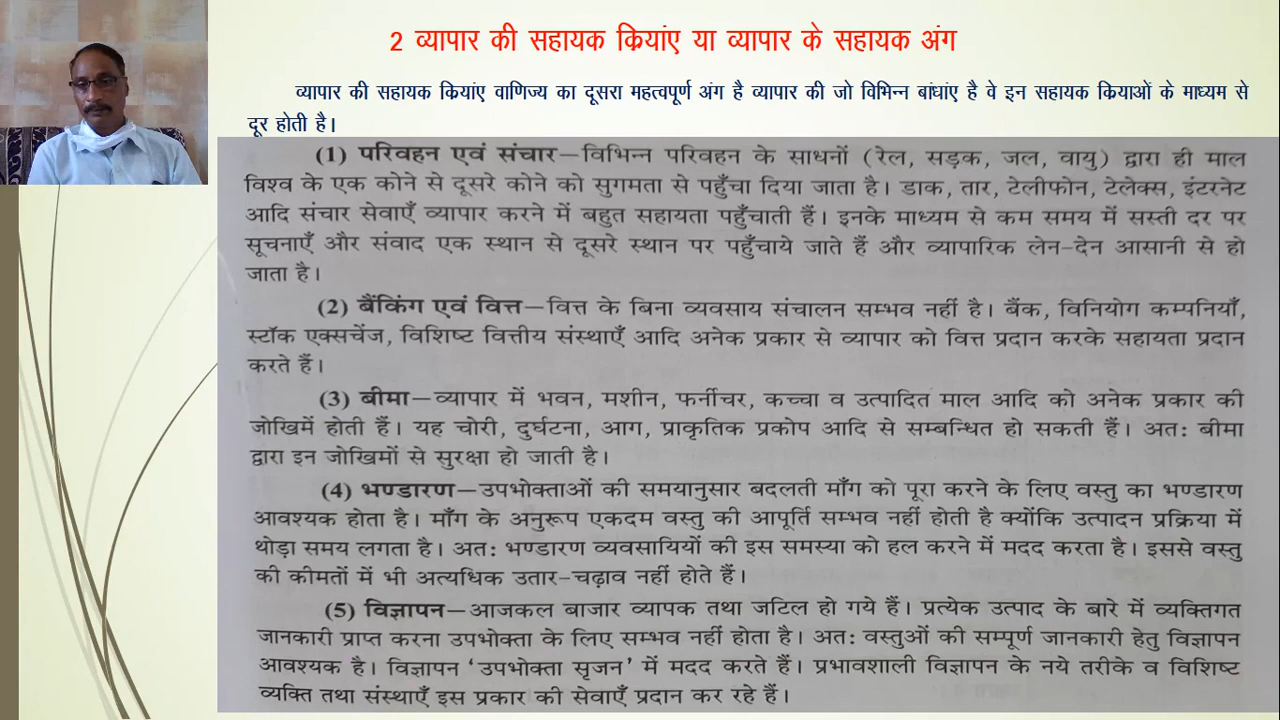 2 व्यापार की सहायक क्रियांए या व्यापार के सहायक अंग
व्यापार की सहायक क्रियांए वाणिज्य का दूसरा महत्वपूर्ण अंग है व्यापार की जो विभिन्न बांधांए है वे इन सहायक क्रियाओं के माध्यम से
दूर होती है।
(1) परिवहन एवं संचार—विभिन्न परिवहन के साधनों (रेल, सड़क, जल, वायु) द्वारा ही माल
विश्व के एक कोने से दूसरे कोने को सुगमता से पहुँचा दिया जाता है। डाक, तार, टेलीफोन, टेलेक्स, इंटरनेट
आदि संचार सेवाएँ व्यापार करने में बहुत सहायता पहुँचाती हैं। इनके माध्यम से कम समय में सस्ती दर पर
सूचनाएँ और संवाद एक स्थान से दूसरे स्थान पर पहुँचाये जाते हैं और व्यापारिक लेन-देन आसानी से हो
जाता है।
(2) बैंकिंग एवं वित्त—वित्त के बिना व्यवसाय संचालन सम्भव नहीं है। बैंक, विनियोग कम्पनियाँ,
स्टॉक एक्सचेंज, विशिष्ट वित्तीय संस्थाएँ आदि अनेक प्रकार से व्यापार को वित्त प्रदान करके सहायता प्रदान
करते हैं।
(3) बीमा—व्यापार में भवन, मशीन, फर्नीचर, कच्चा व उत्पादित माल आदि को अनेक प्रकार की
जोखिमें होती हैं। यह चोरी, दुर्घटना, आग, प्राकृतिक प्रकोप आदि से सम्बन्धित हो सकती हैं। अतः बीमा
द्वारा इन जोखिमों से सुरक्षा हो जाती है।
(4) भण्डारण—उपभोक्ताओं की समयानुसार बदलती माँग को पूरा करने के लिए वस्तु का भण्डारण
आवश्यक होता है। माँग के अनुरूप एकदम वस्तु की आपूर्ति सम्भव नहीं होती है क्योंकि उत्पादन प्रक्रिया में
थोड़ा समय लगता है। अतः भण्डारण व्यवसायियों की इस समस्या को हल करने में मदद करता है। इससे वस्तु
की कीमतों में भी अत्यधिक उतार-चढ़ाव नहीं होते हैं।
(5) विज्ञापन—आजकल बाजार व्यापक तथा जटिल हो गये हैं। प्रत्येक उत्पाद के बारे में व्यक्तिगत
जानकारी प्राप्त करना उपभोक्ता के लिए सम्भव नहीं होता है। अतः वस्तुओं की सम्पूर्ण जानकारी हेतु विज्ञापन
आवश्यक है। विज्ञापन 'उपभोक्ता सृजन' में मदद करते हैं। प्रभावशाली विज्ञापन के नये तरीके व विशिष्ट
व्यक्ति तथा संस्थाएँ इस प्रकार की सेवाएँ प्रदान कर रहे हैं।